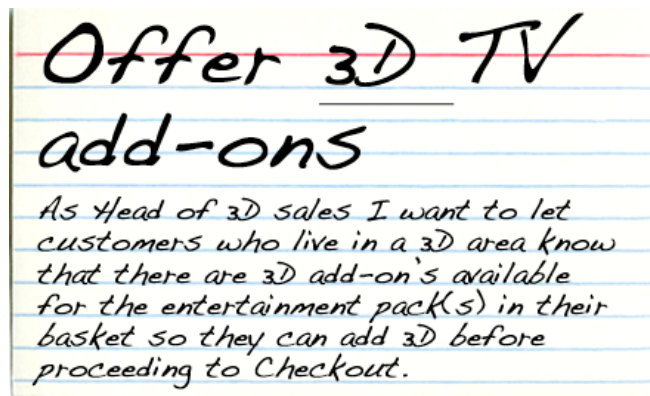 Offer 3D TV
add-ons
As Head of 3D sales I want to let
customers who live in a 3D area know
that there are 3D add-on's available
for the entertainment pack(s) in their
basket so they can add 3D before
proceeding to Checkout.